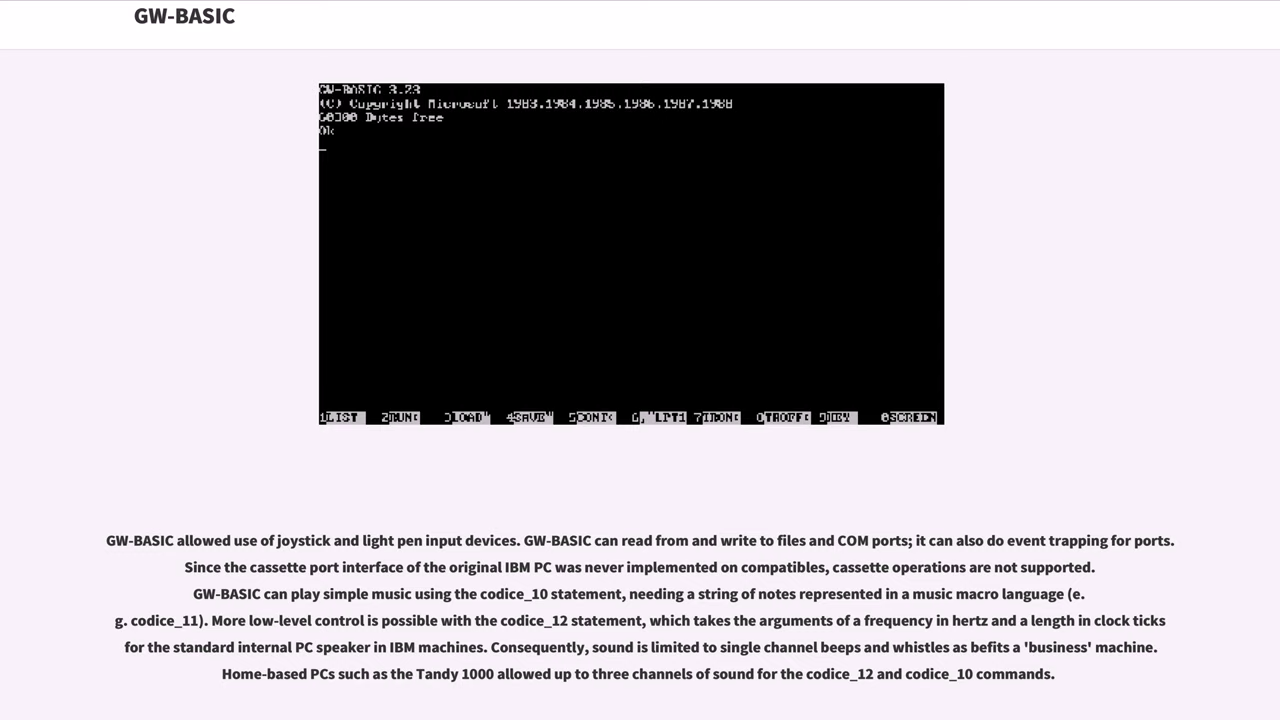 GW-BASIC
GW-BASIC 3.23
(C) Copyright Microsoft 1983,1984,1985,1986,1987,1988
Bytes free
Ok
1LIST 2RUN 3LOAD" 4SAVE" 5CONT 6,"LPT1 7TRON 8TROFF 9KEY 0SCREEN
GW-BASIC allowed use of joystick and light pen input devices. GW-BASIC can read from and write to files and COM ports; it can also do event trapping for ports.
Since the cassette port interface of the original IBM PC was never implemented on compatibles, cassette operations are not supported.
GW-BASIC can play simple music using the codice_10 statement, needing a string of notes represented in a music macro language (e.
g. codice_11). More low-level control is possible with the codice_12 statement, which takes the arguments of a frequency in hertz and a length in clock ticks
for the standard internal PC speaker in IBM machines. Consequently, sound is limited to single channel beeps and whistles as befits a 'business' machine.
Home-based PCs such as the Tandy 1000 allowed up to three channels of sound for the codice_12 and codice_10 commands.